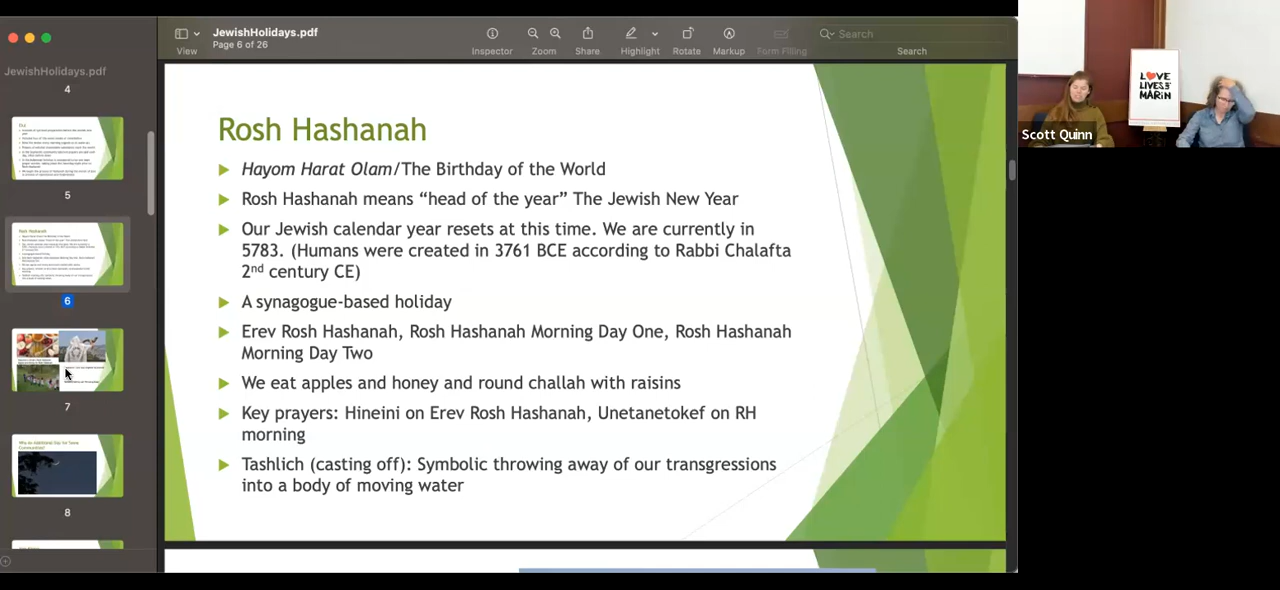 JewishHolidays.pdf
Page 6 of 26
View
Inspector
Zoom
Share
Highlight
Rotate
Markup
Form Filling
Search
Search
JewishHolidays.pdf
4
5
6
7
8
Rosh Hashanah
Hayom Harat Olam/The Birthday of the World
Rosh Hashanah means “head of the year” The Jewish New Year
Our Jewish calendar year resets at this time. We are currently in
5783. (Humans were created in 3761 BCE according to Rabbi Chalafta
2nd century CE)
A synagogue-based holiday
Erev Rosh Hashanah, Rosh Hashanah Morning Day One, Rosh Hashanah
Morning Day Two
We eat apples and honey and round challah with raisins
Key prayers: Hineini on Erev Rosh Hashanah, Unetanetokef on RH
morning
Tashlich (casting off): Symbolic throwing away of our transgressions
into a body of moving water
LOVE
LIVES
MARIN
Scott Quinn